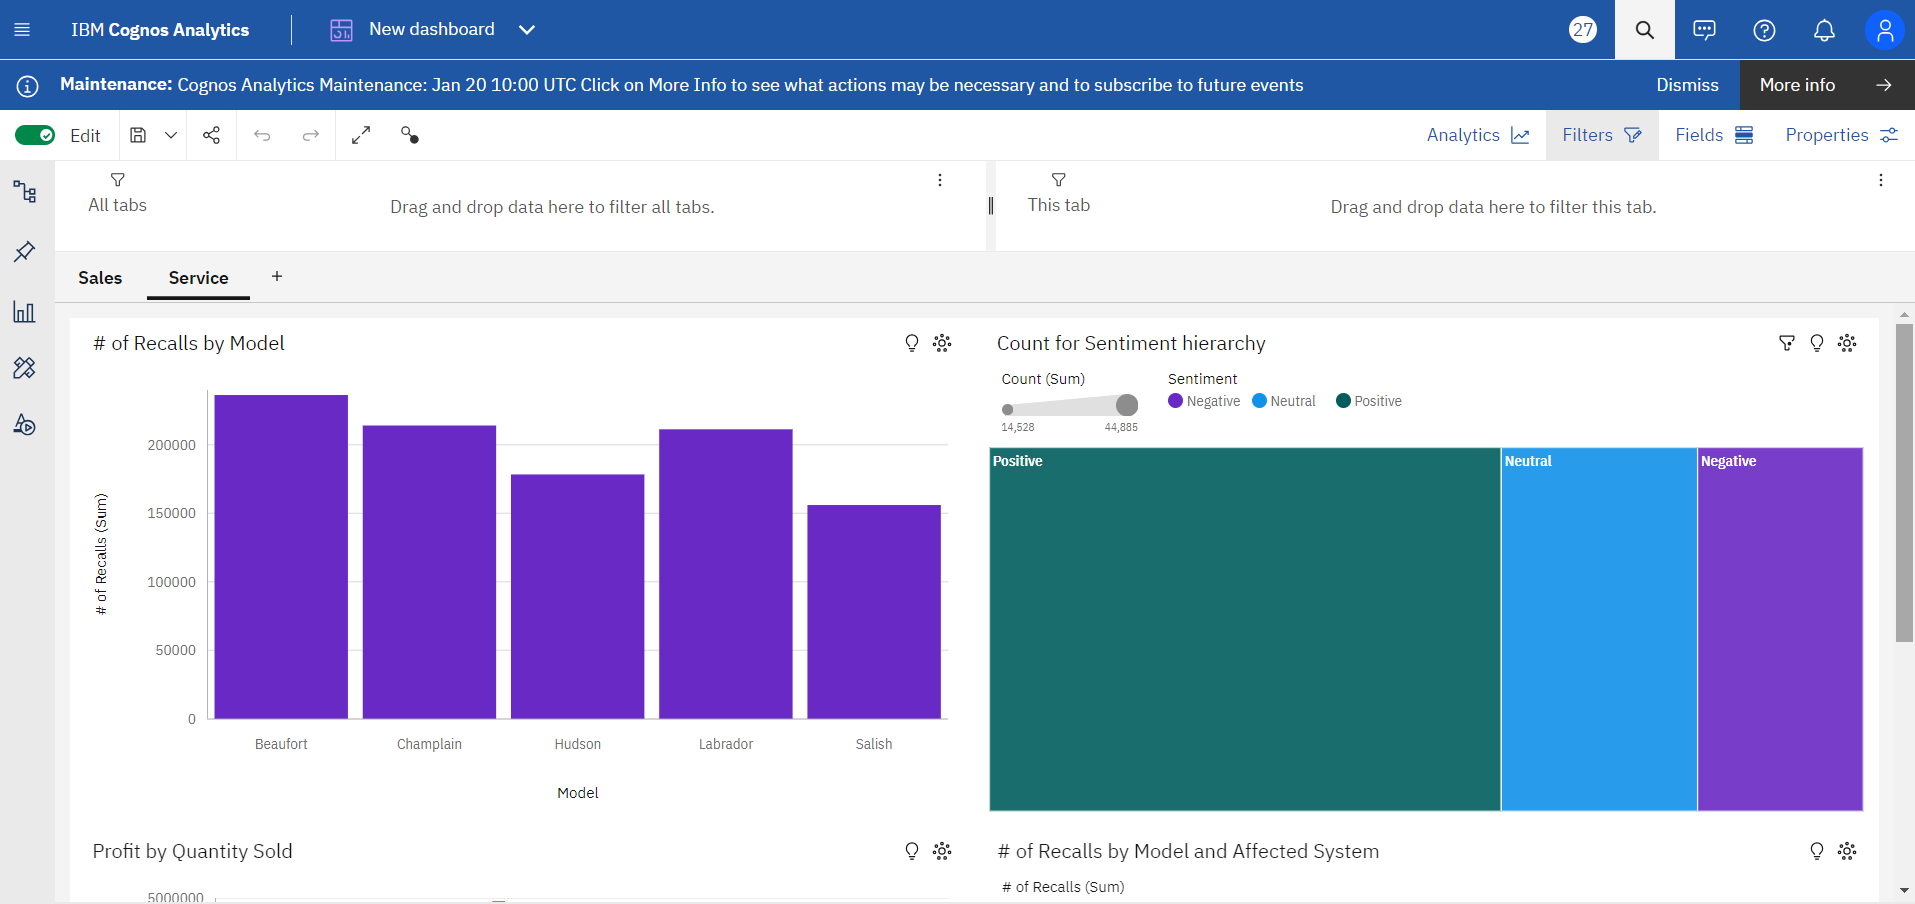 IBM Cognos Analytics
New dashboard
27
Maintenance: Cognos Analytics Maintenance: Jan 20 10:00 UTC Click on More Info to see what actions may be necessary and to subscribe to future events
Dismiss
More info
Edit
Analytics
Filters
Fields
Properties
All tabs
Drag and drop data here to filter all tabs.
This tab
Drag and drop data here to filter this tab.
Sales
Service
# of Recalls by Model
# of Recalls (Sum)
200000
150000
100000
50000
0
Beaufort
Champlain
Hudson
Labrador
Salish
Model
Count for Sentiment hierarchy
Count (Sum)
14,528
44,885
Sentiment
Negative
Neutral
Positive
Positive
Neutral
Negative
Profit by Quantity Sold
5000000
# of Recalls by Model and Affected System
# of Recalls (Sum)